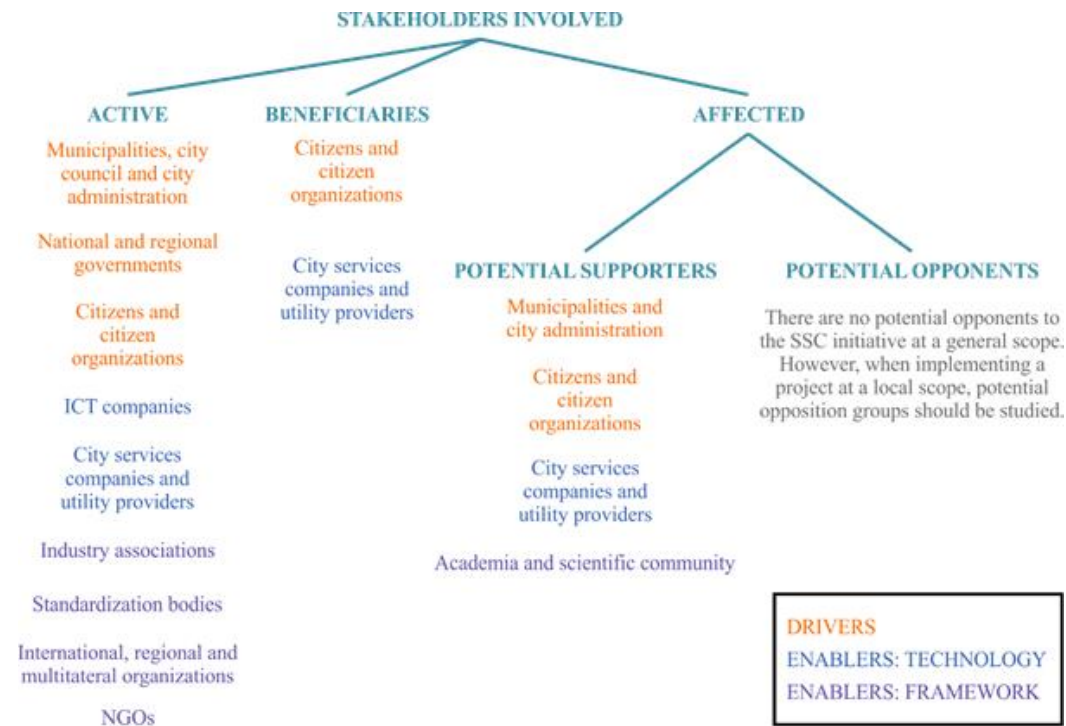 STAKEHOLDERS INVOLVED
ACTIVE
Municipalities, city
council and city
administration
National and regional
governments
Citizens and
citizen
organizations
ICT companies
City services
companies and
utility providers
Industry associations
Standardization bodies
International, regional and
multitateral organizations
NGOs
BENEFICIARIES
Citizens and
citizen
organizations
City services
companies and
utility providers
AFFECTED
POTENTIAL SUPPORTERS
Municipalities and
city administration
Citizens and
citizen
organizations
City services
companies and
utility providers
Academia and scientific community
POTENTIAL OPPONENTS
There are no potential opponents to
the SSC initiative at a general scope.
However, when implementing a
project at a local scope, potential
opposition groups should be studied.
DRIVERS
ENABLERS: TECHNOLOGY
ENABLERS: FRAMEWORK